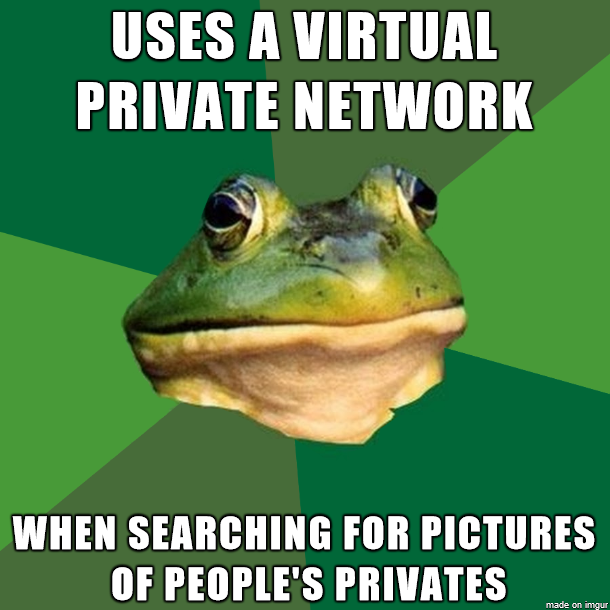 USES A VIRTUAL
PRIVATE NETWORK
WHEN SEARCHING FOR PICTURES
OF PEOPLE'S PRIVATES
made on imgur